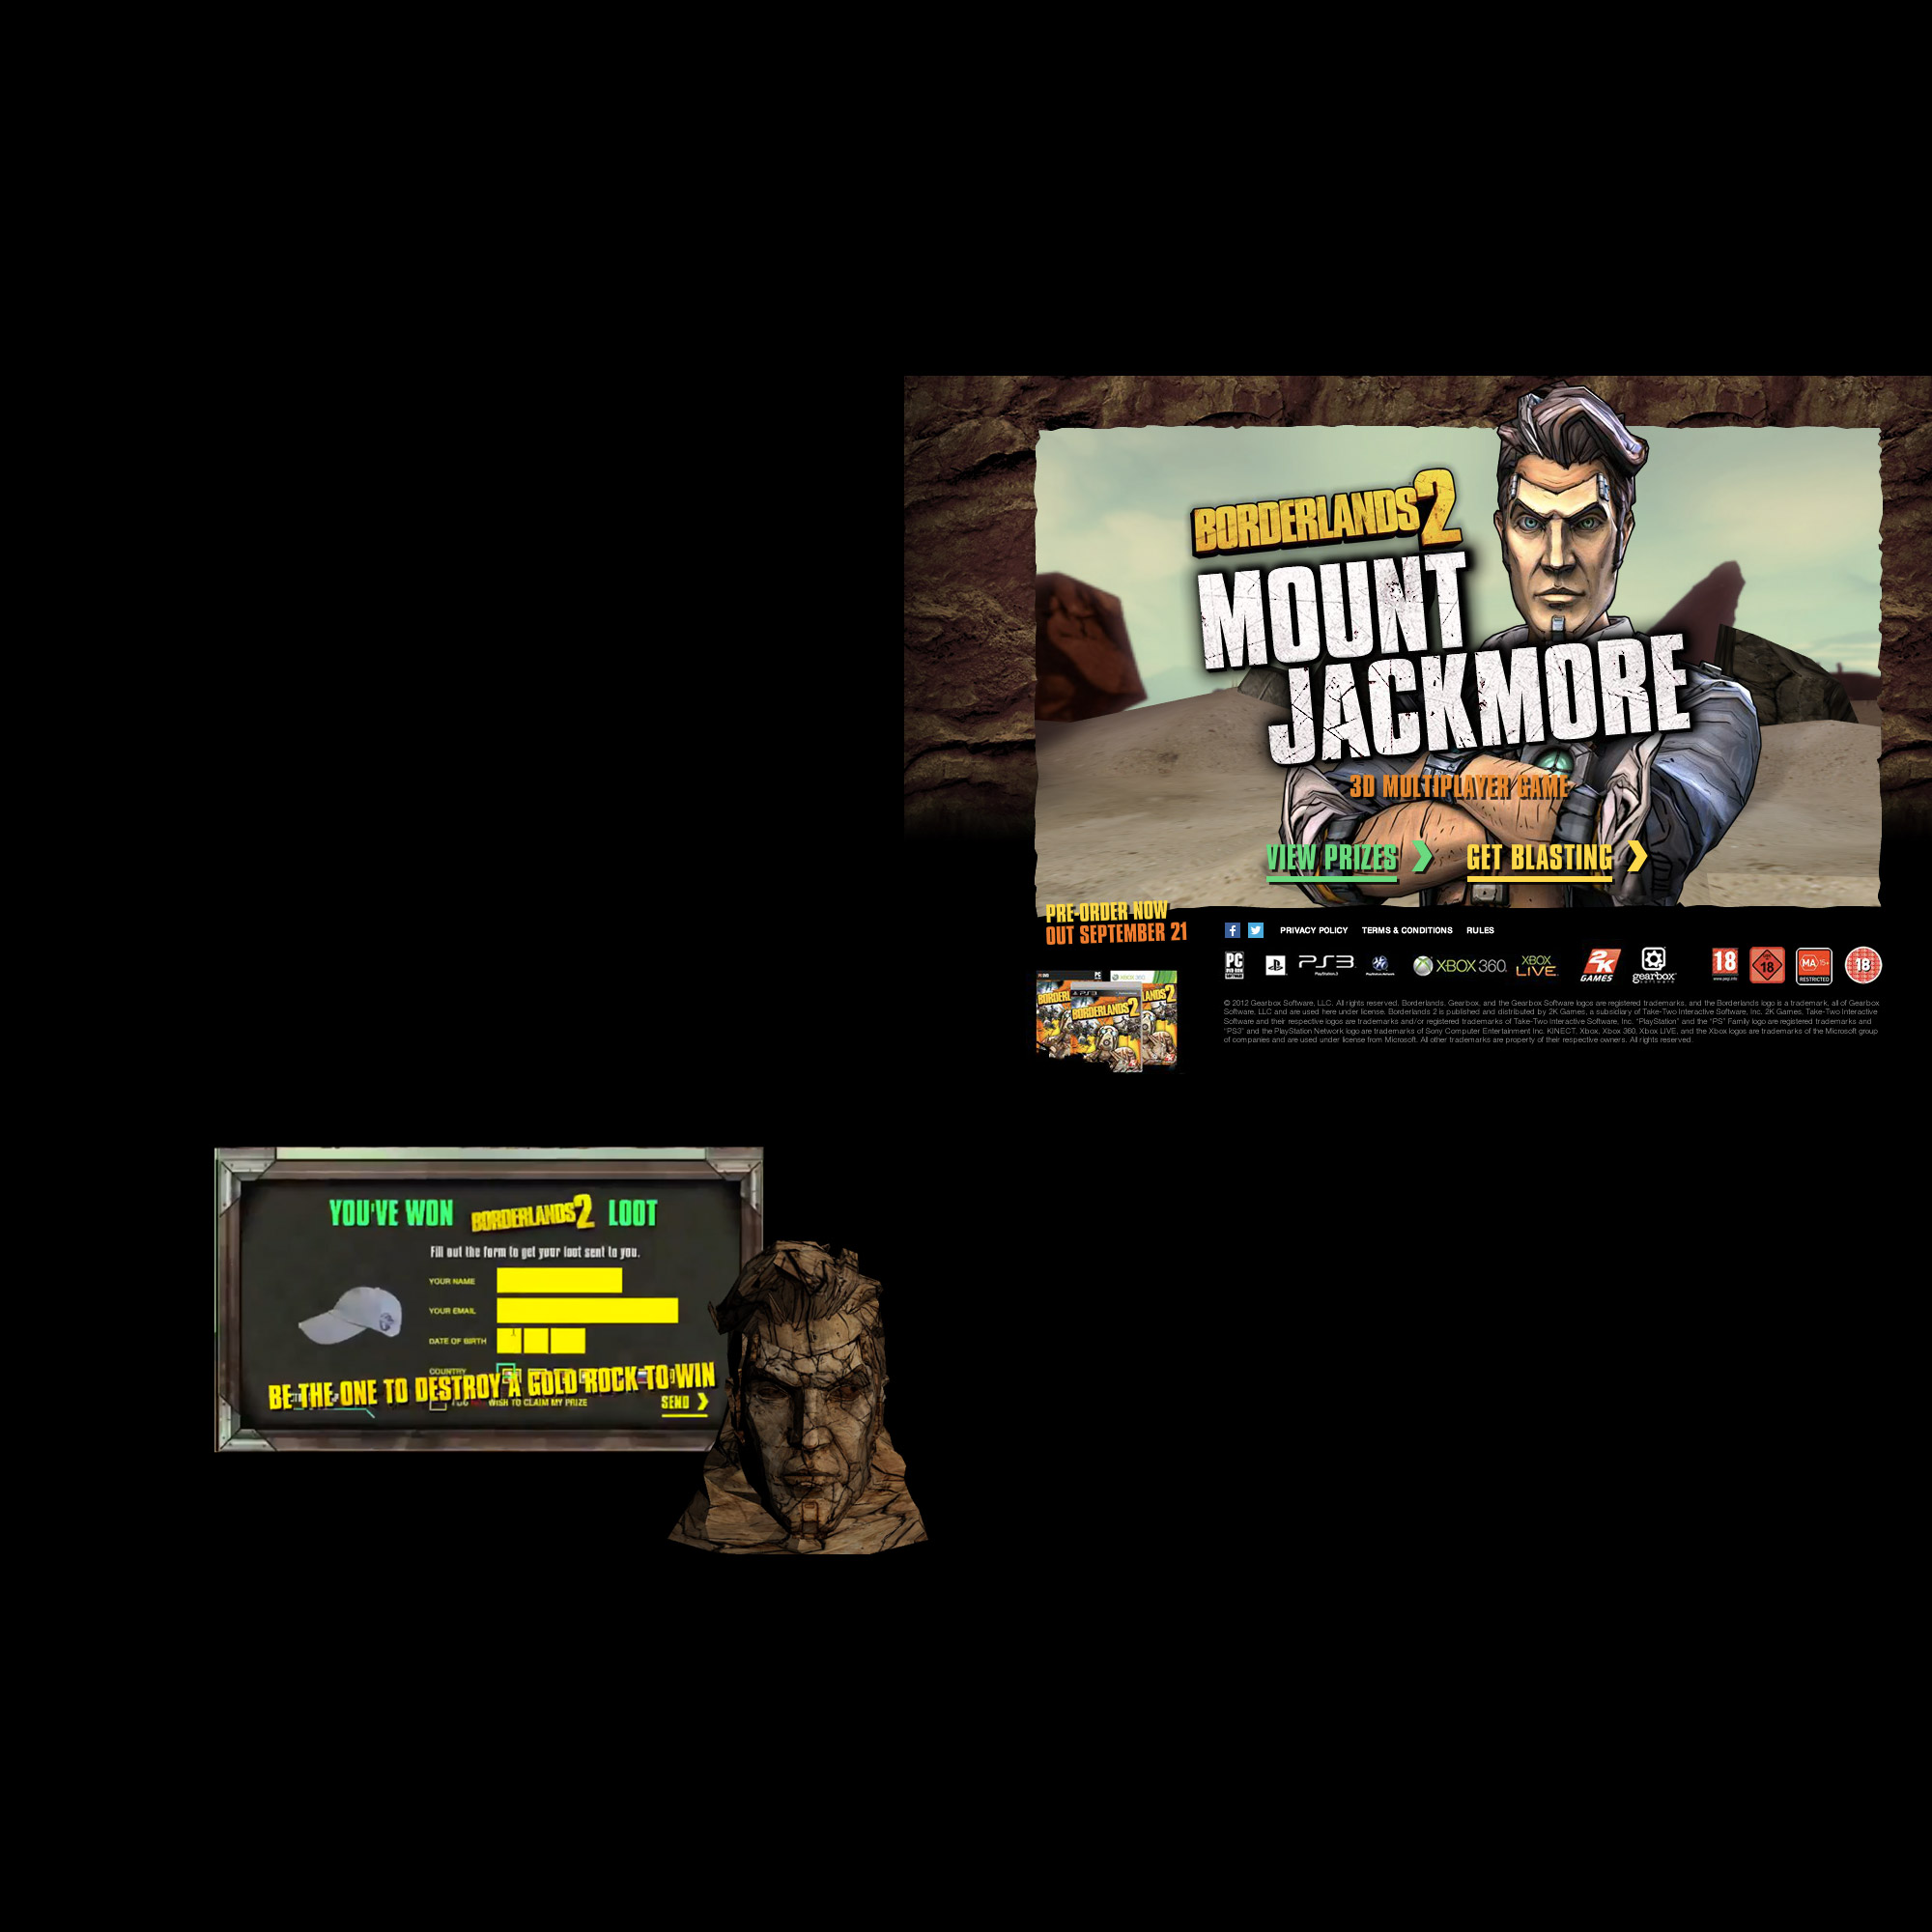 BORDERLANDS 2
MOUNT
JACKMORE
3D MULTIPLAYER GAME
VIEW PRIZES
GET BLASTING
PRE-ORDER NOW
OUT SEPTEMBER 21
PRIVACY POLICY TERMS & CONDITIONS RULES
PC PS3 XBOX 360 XBOX LIVE 2K GAMES gearbox software 18 18 MA 15+ RESTRICTED 18
PS3
BORDERLANDS 2
© 2012 Gearbox Software, LLC. All rights reserved. Borderlands, Gearbox, and the Gearbox Software logos are registered trademarks, and the Borderlands logo is a trademark, all of Gearbox
Software, LLC and are used here under license. Borderlands 2 is published and distributed by 2K Games, a subsidiary of Take-Two Interactive Software, Inc. 2K Games, Take-Two Interactive
Software and their respective logos are trademarks and/or registered trademarks of Take-Two Interactive Software, Inc. "PlayStation" and the "PS" Family logo are registered trademarks and
"PS3" and the PlayStation Network logo are trademarks of Sony Computer Entertainment Inc. KINECT, Xbox, Xbox 360, Xbox LIVE, and the Xbox logos are trademarks of the Microsoft group
of companies and are used under license from Microsoft. All other trademarks are property of their respective owners. All rights reserved.
YOU'VE WON BORDERLANDS 2 LOOT
Fill out the form to get your loot sent to you.
YOUR NAME
YOUR EMAIL
DATE OF BIRTH
COUNTRY
BE THE ONE TO DESTROY A GOLD ROCK TO WIN
WISH TO CLAIM MY PRIZE
SEND